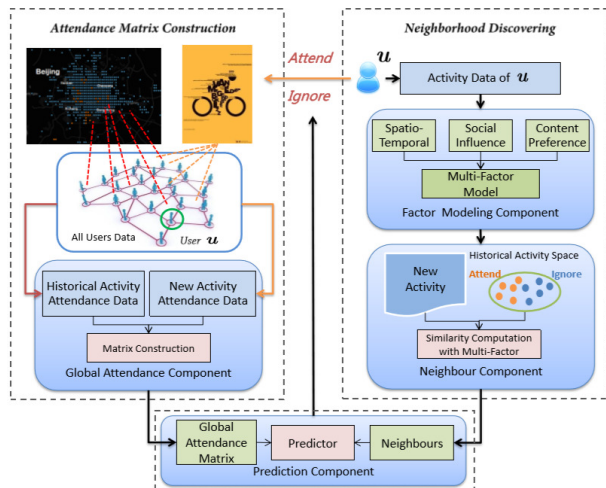 Attendance Matrix Construction
Beijing
All Users Data
User u
Historical Activity
Attendance Data
New Activity
Attendance Data
Matrix Construction
Global Attendance Component
Attend
Ignore
Neighborhood Discovering
u
Activity Data of u
Spatio-
Temporal
Social
Influence
Content
Preference
Multi-Factor
Model
Factor Modeling Component
New
Activity
Historical Activity Space
Attend
Ignore
Similarity Computation
with Multi-Factor
Neighbour Component
Global
Attendance
Matrix
Predictor
Neighbours
Prediction Component